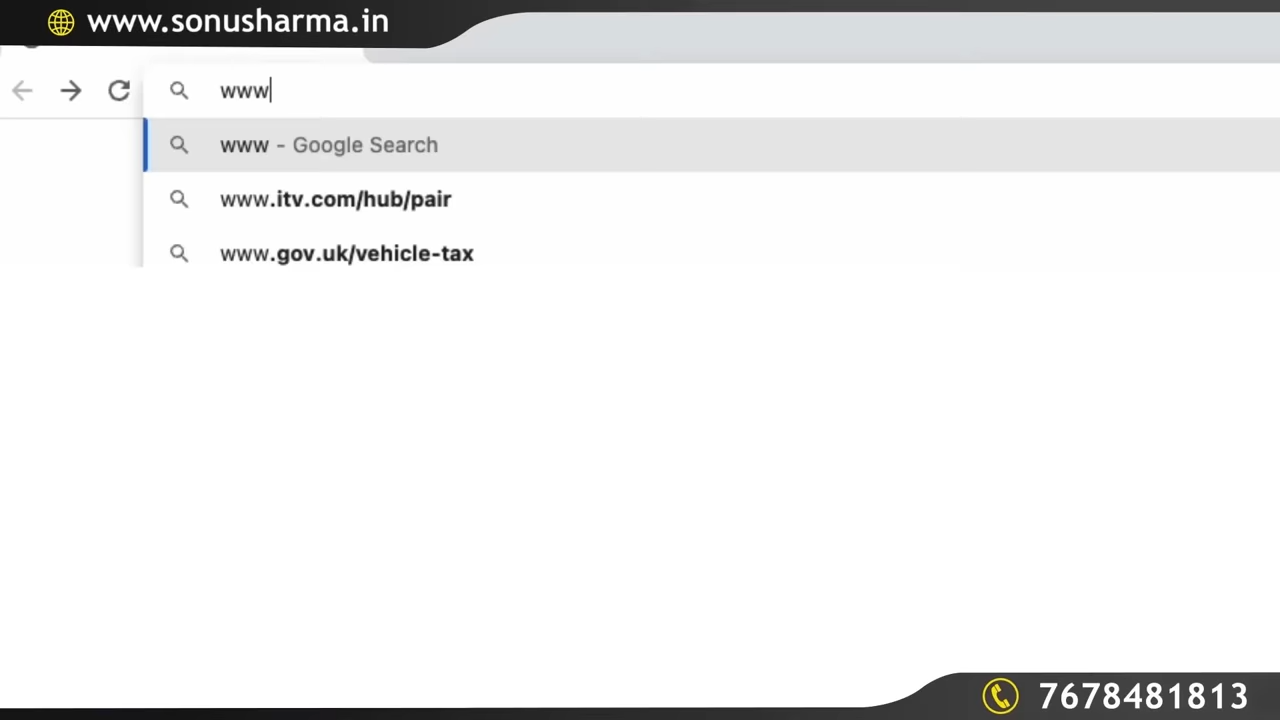 www.sonusharma.in
www
www - Google Search
www.itv.com/hub/pair
www.gov.uk/vehicle-tax
7678481813